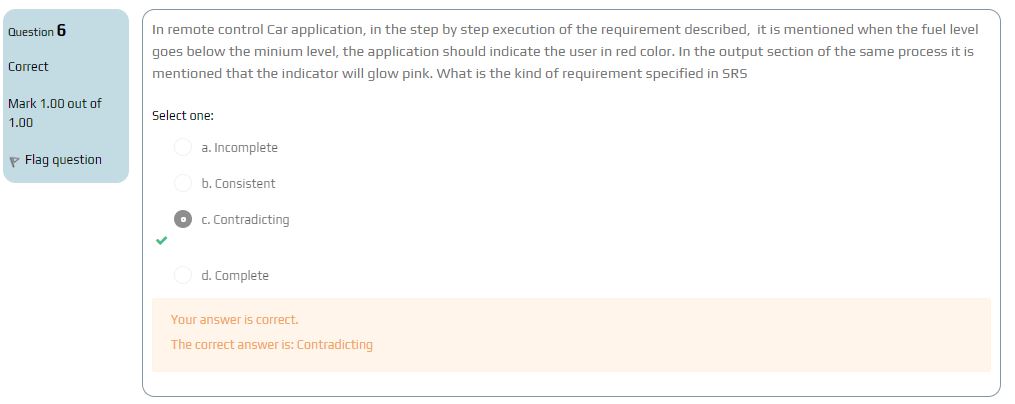 Question 6
Correct
Mark 1.00 out of
1.00
Flag question
In remote control Car application, in the step by step execution of the requirement described, it is mentioned when the fuel level
goes below the minium level, the application should indicate the user in red color. In the output section of the same process it is
mentioned that the indicator will glow pink. What is the kind of requirement specified in SRS
Select one:
a. Incomplete
b. Consistent
c. Contradicting
d. Complete
Your answer is correct.
The correct answer is: Contradicting